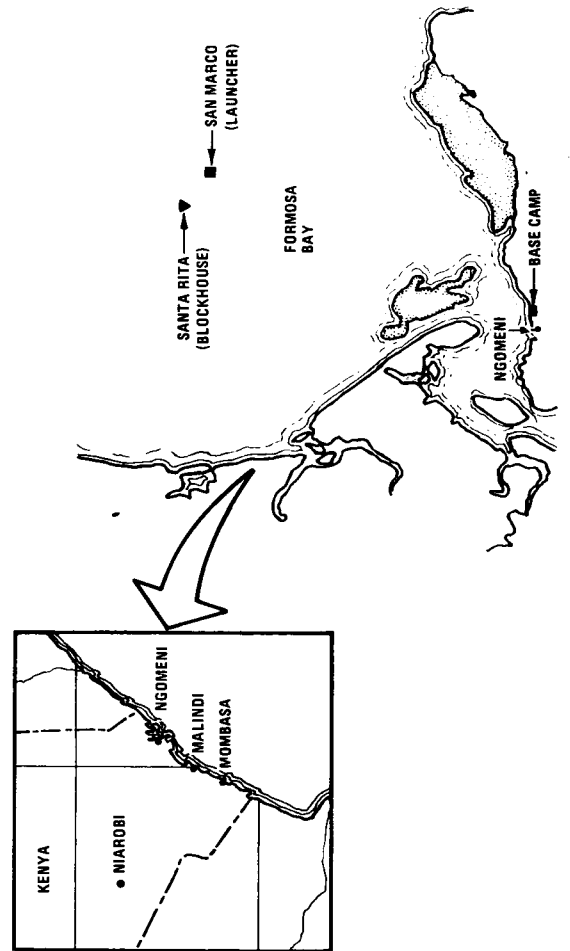 KENYA
NIAROBI
NGOMENI
MALINDI
MOMBASA
SANTA RITA
(BLOCKHOUSE)
SAN MARCO
(LAUNCHER)
FORMOSA
BAY
NGOMENI
BASE CAMP